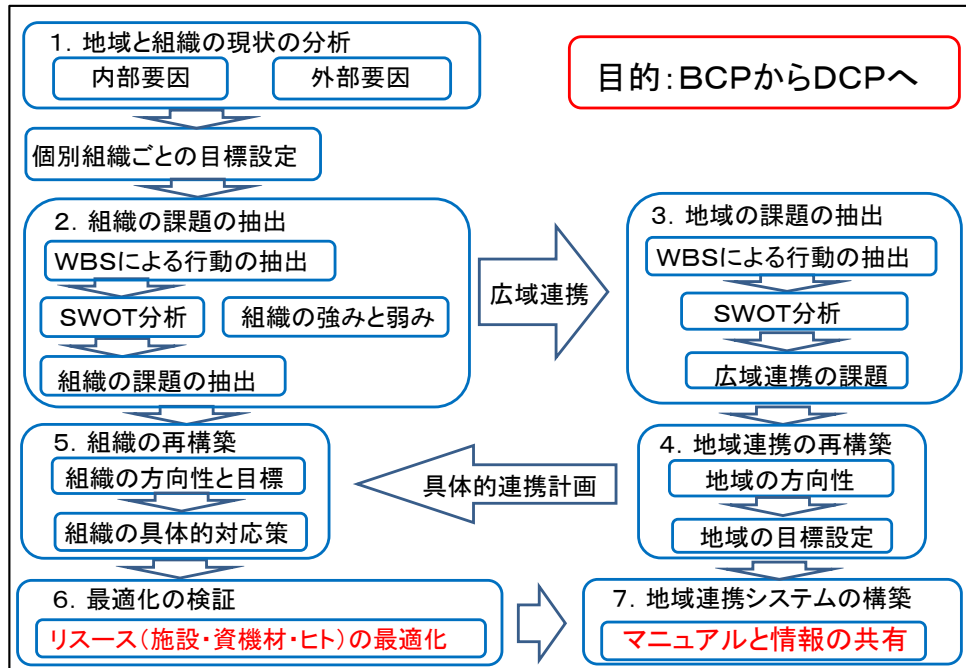 1．地域と組織の現状の分析
内部要因
外部要因
目的：BCPからDCPへ
個別組織ごとの目標設定
2．組織の課題の抽出
WBSによる行動の抽出
SWOT分析
組織の強みと弱み
組織の課題の抽出
広域連携
3．地域の課題の抽出
WBSによる行動の抽出
SWOT分析
広域連携の課題
4．地域連携の再構築
地域の方向性
地域の目標設定
具体的連携計画
5．組織の再構築
組織の方向性と目標
組織の具体的対応策
6．最適化の検証
リスース（施設・資機材・ヒト）の最適化
7．地域連携システムの構築
マニュアルと情報の共有